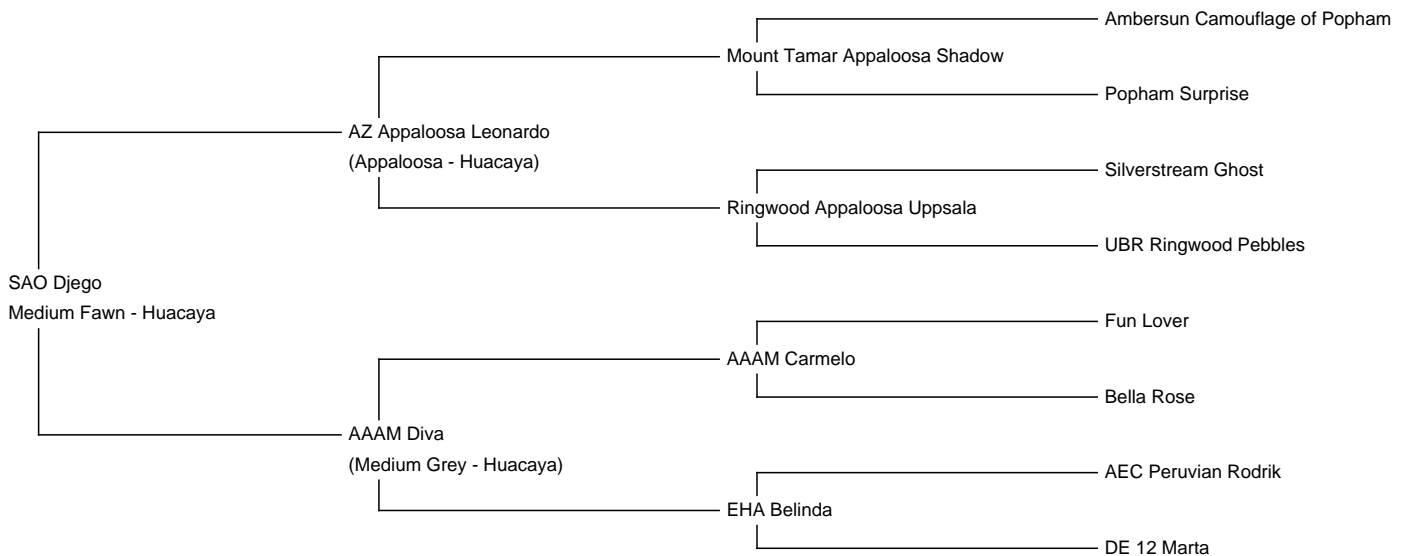 Ambersun Camouflage of Popham
Mount Tamar Appaloosa Shadow
Popham Surprise
AZ Appaloosa Leonardo
(Appaloosa - Huacaya)
Silverstream Ghost
Ringwood Appaloosa Uppsala
UBR Ringwood Pebbles
SAO Djego
Medium Fawn - Huacaya
Fun Lover
AAAM Carmelo
Bella Rose
AAAM Diva
(Medium Grey - Huacaya)
AEC Peruvian Rodrik
EHA Belinda
DE 12 Marta